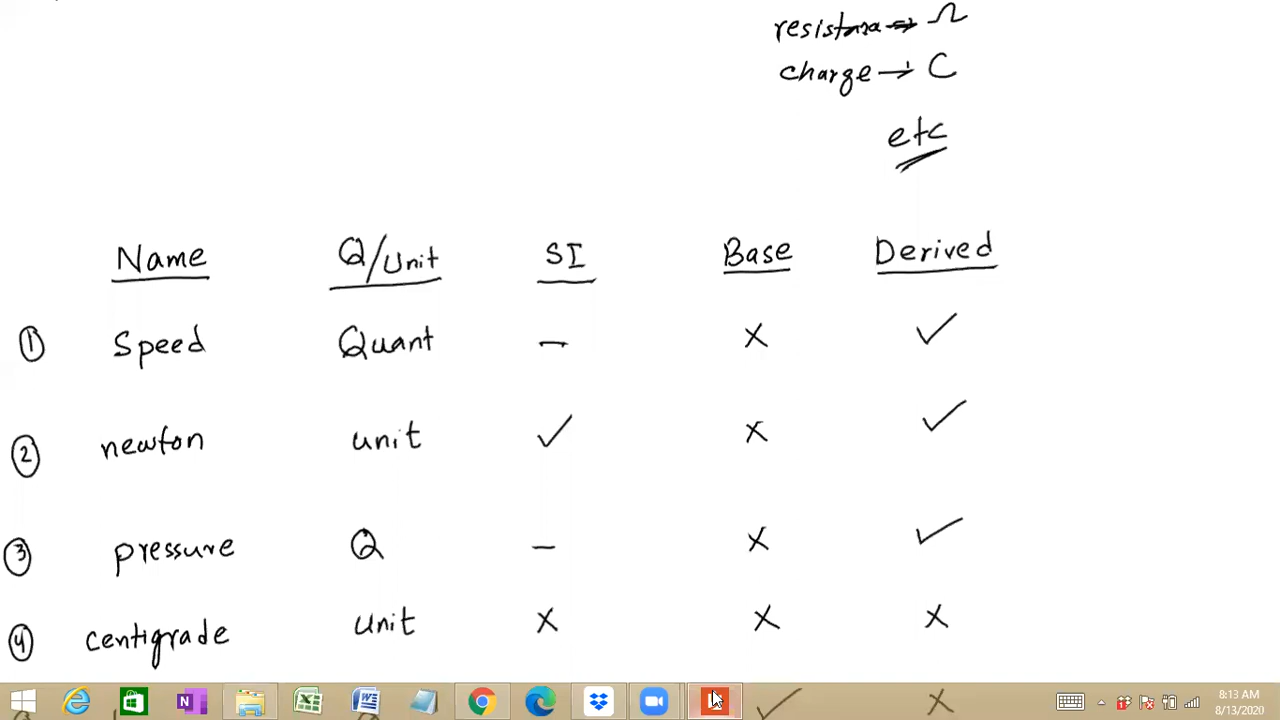 resistance → Ω
charge → C
etc
Name Q/Unit SI Base Derived
① Speed Quant – × ✓
② newton unit ✓ × ✓
③ pressure Q – × ✓
④ centigrade unit × × ×
✓ ×
8:13 AM
8/13/2020